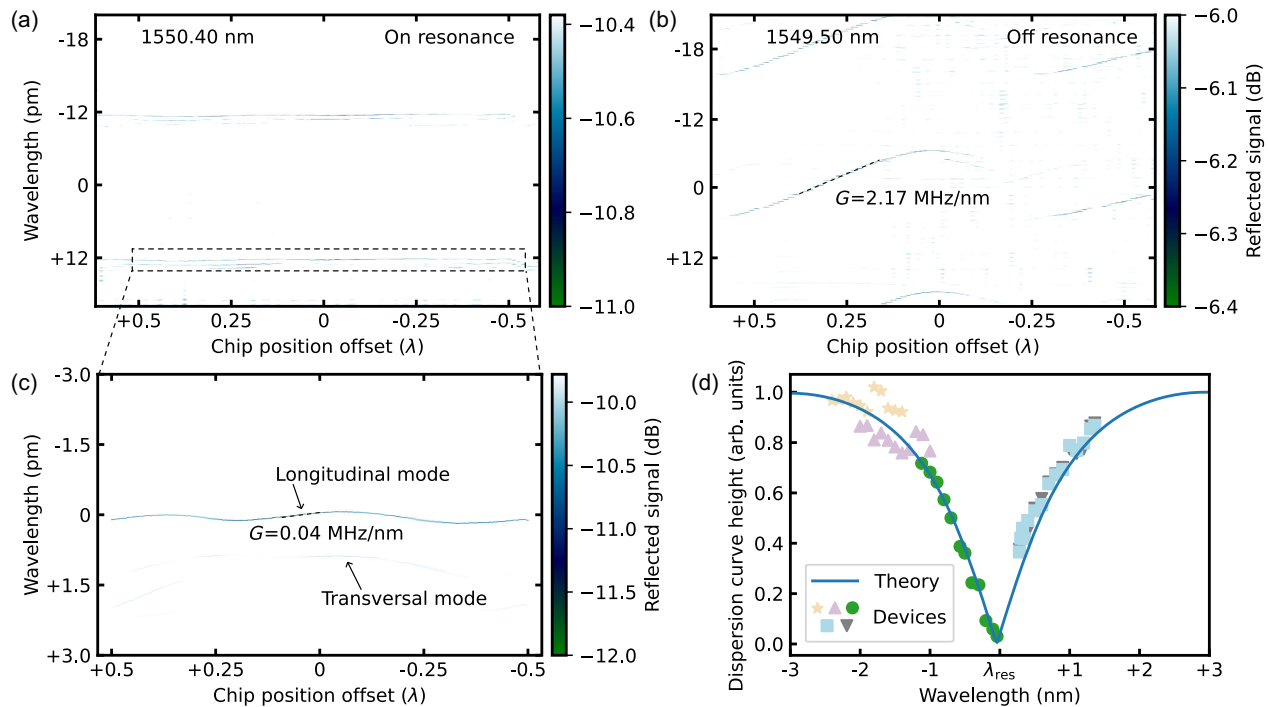 (a)
1550.40 nm
On resonance
-18
-12
0
+12
Wavelength (pm)
+0.5
0.25
0
-0.25
-0.5
Chip position offset (λ)
−10.4
−10.6
−10.8
−11.0
(b)
1549.50 nm
Off resonance
-18
-12
0
+12
G=2.17 MHz/nm
+0.5
0.25
0
-0.25
-0.5
Chip position offset (λ)
−6.0
−6.1
−6.2
−6.3
−6.4
Reflected signal (dB)
(c)
-3.0
-1.5
0
+1.5
+3.0
Wavelength (pm)
Longitudinal mode
G=0.04 MHz/nm
Transversal mode
+0.5
0.25
0
-0.25
-0.5
Chip position offset (λ)
−10.0
−10.5
−11.0
−11.5
−12.0
Reflected signal (dB)
(d)
1.0
0.8
0.6
0.4
0.2
0.0
Dispersion curve height (arb. units)
Theory
Devices
-3
-2
-1
λres
+1
+2
+3
Wavelength (nm)